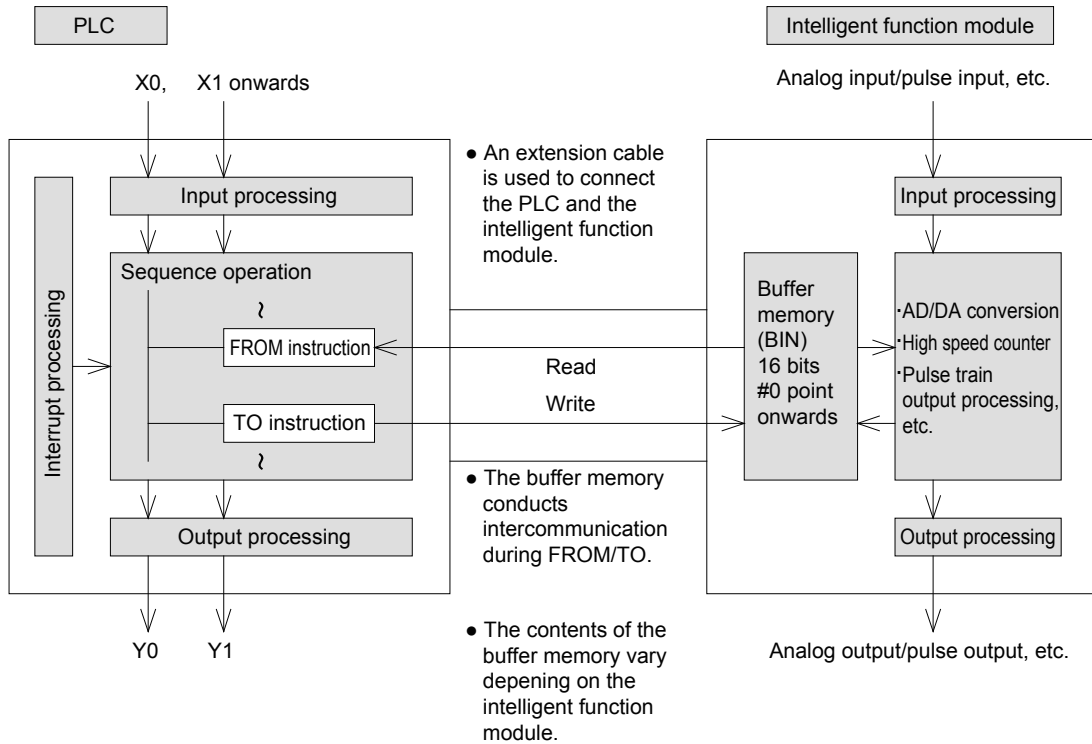 PLC
X0,
X1 onwards
Interrupt processing
Input processing
Sequence operation
~
FROM instruction
TO instruction
~
Output processing
Y0
Y1
● An extension cable
is used to connect
the PLC and the
intelligent function
module.
Read
Write
● The buffer memory
conducts
intercommunication
during FROM/TO.
● The contents of the
buffer memory vary
depening on the
intelligent function
module.
Intelligent function module
Analog input/pulse input, etc.
Input processing
Buffer
memory
(BIN)
16 bits
#0 point
onwards
·AD/DA conversion
·High speed counter
·Pulse train
output processing,
etc.
Output processing
Analog output/pulse output, etc.